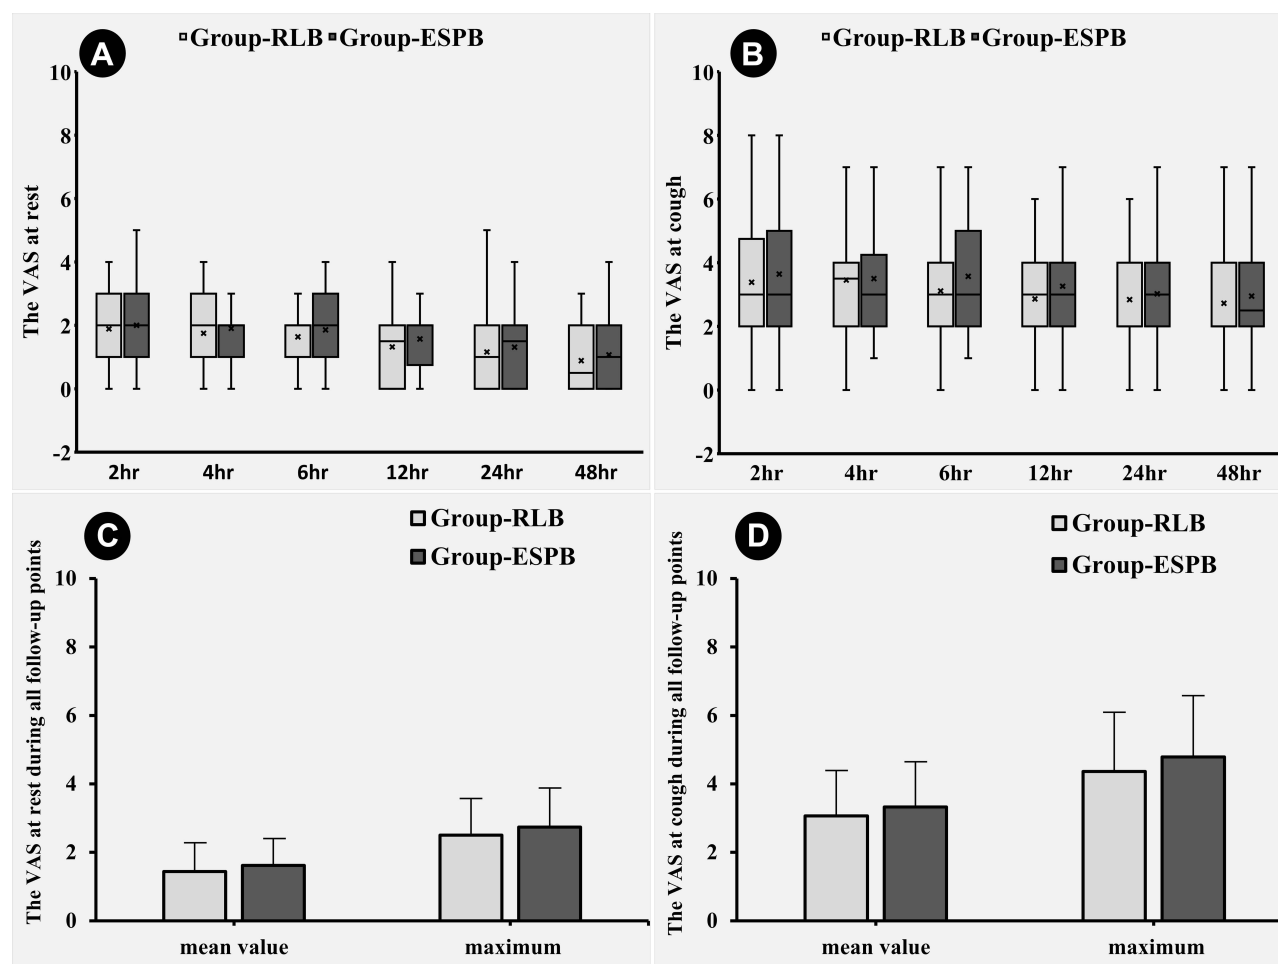 A
Group-RLB Group-ESPB
The VAS at rest
10
8
6
4
2
0
-2
2hr 4hr 6hr 12hr 24hr 48hr
B
Group-RLB Group-ESPB
The VAS at cough
10
8
6
4
2
0
-2
2hr 4hr 6hr 12hr 24hr 48hr
C
Group-RLB
Group-ESPB
The VAS at rest during all follow-up points
10
8
6
4
2
0
mean value maximum
D
Group-RLB
Group-ESPB
The VAS at cough during all follow-up points
10
8
6
4
2
0
mean value maximum